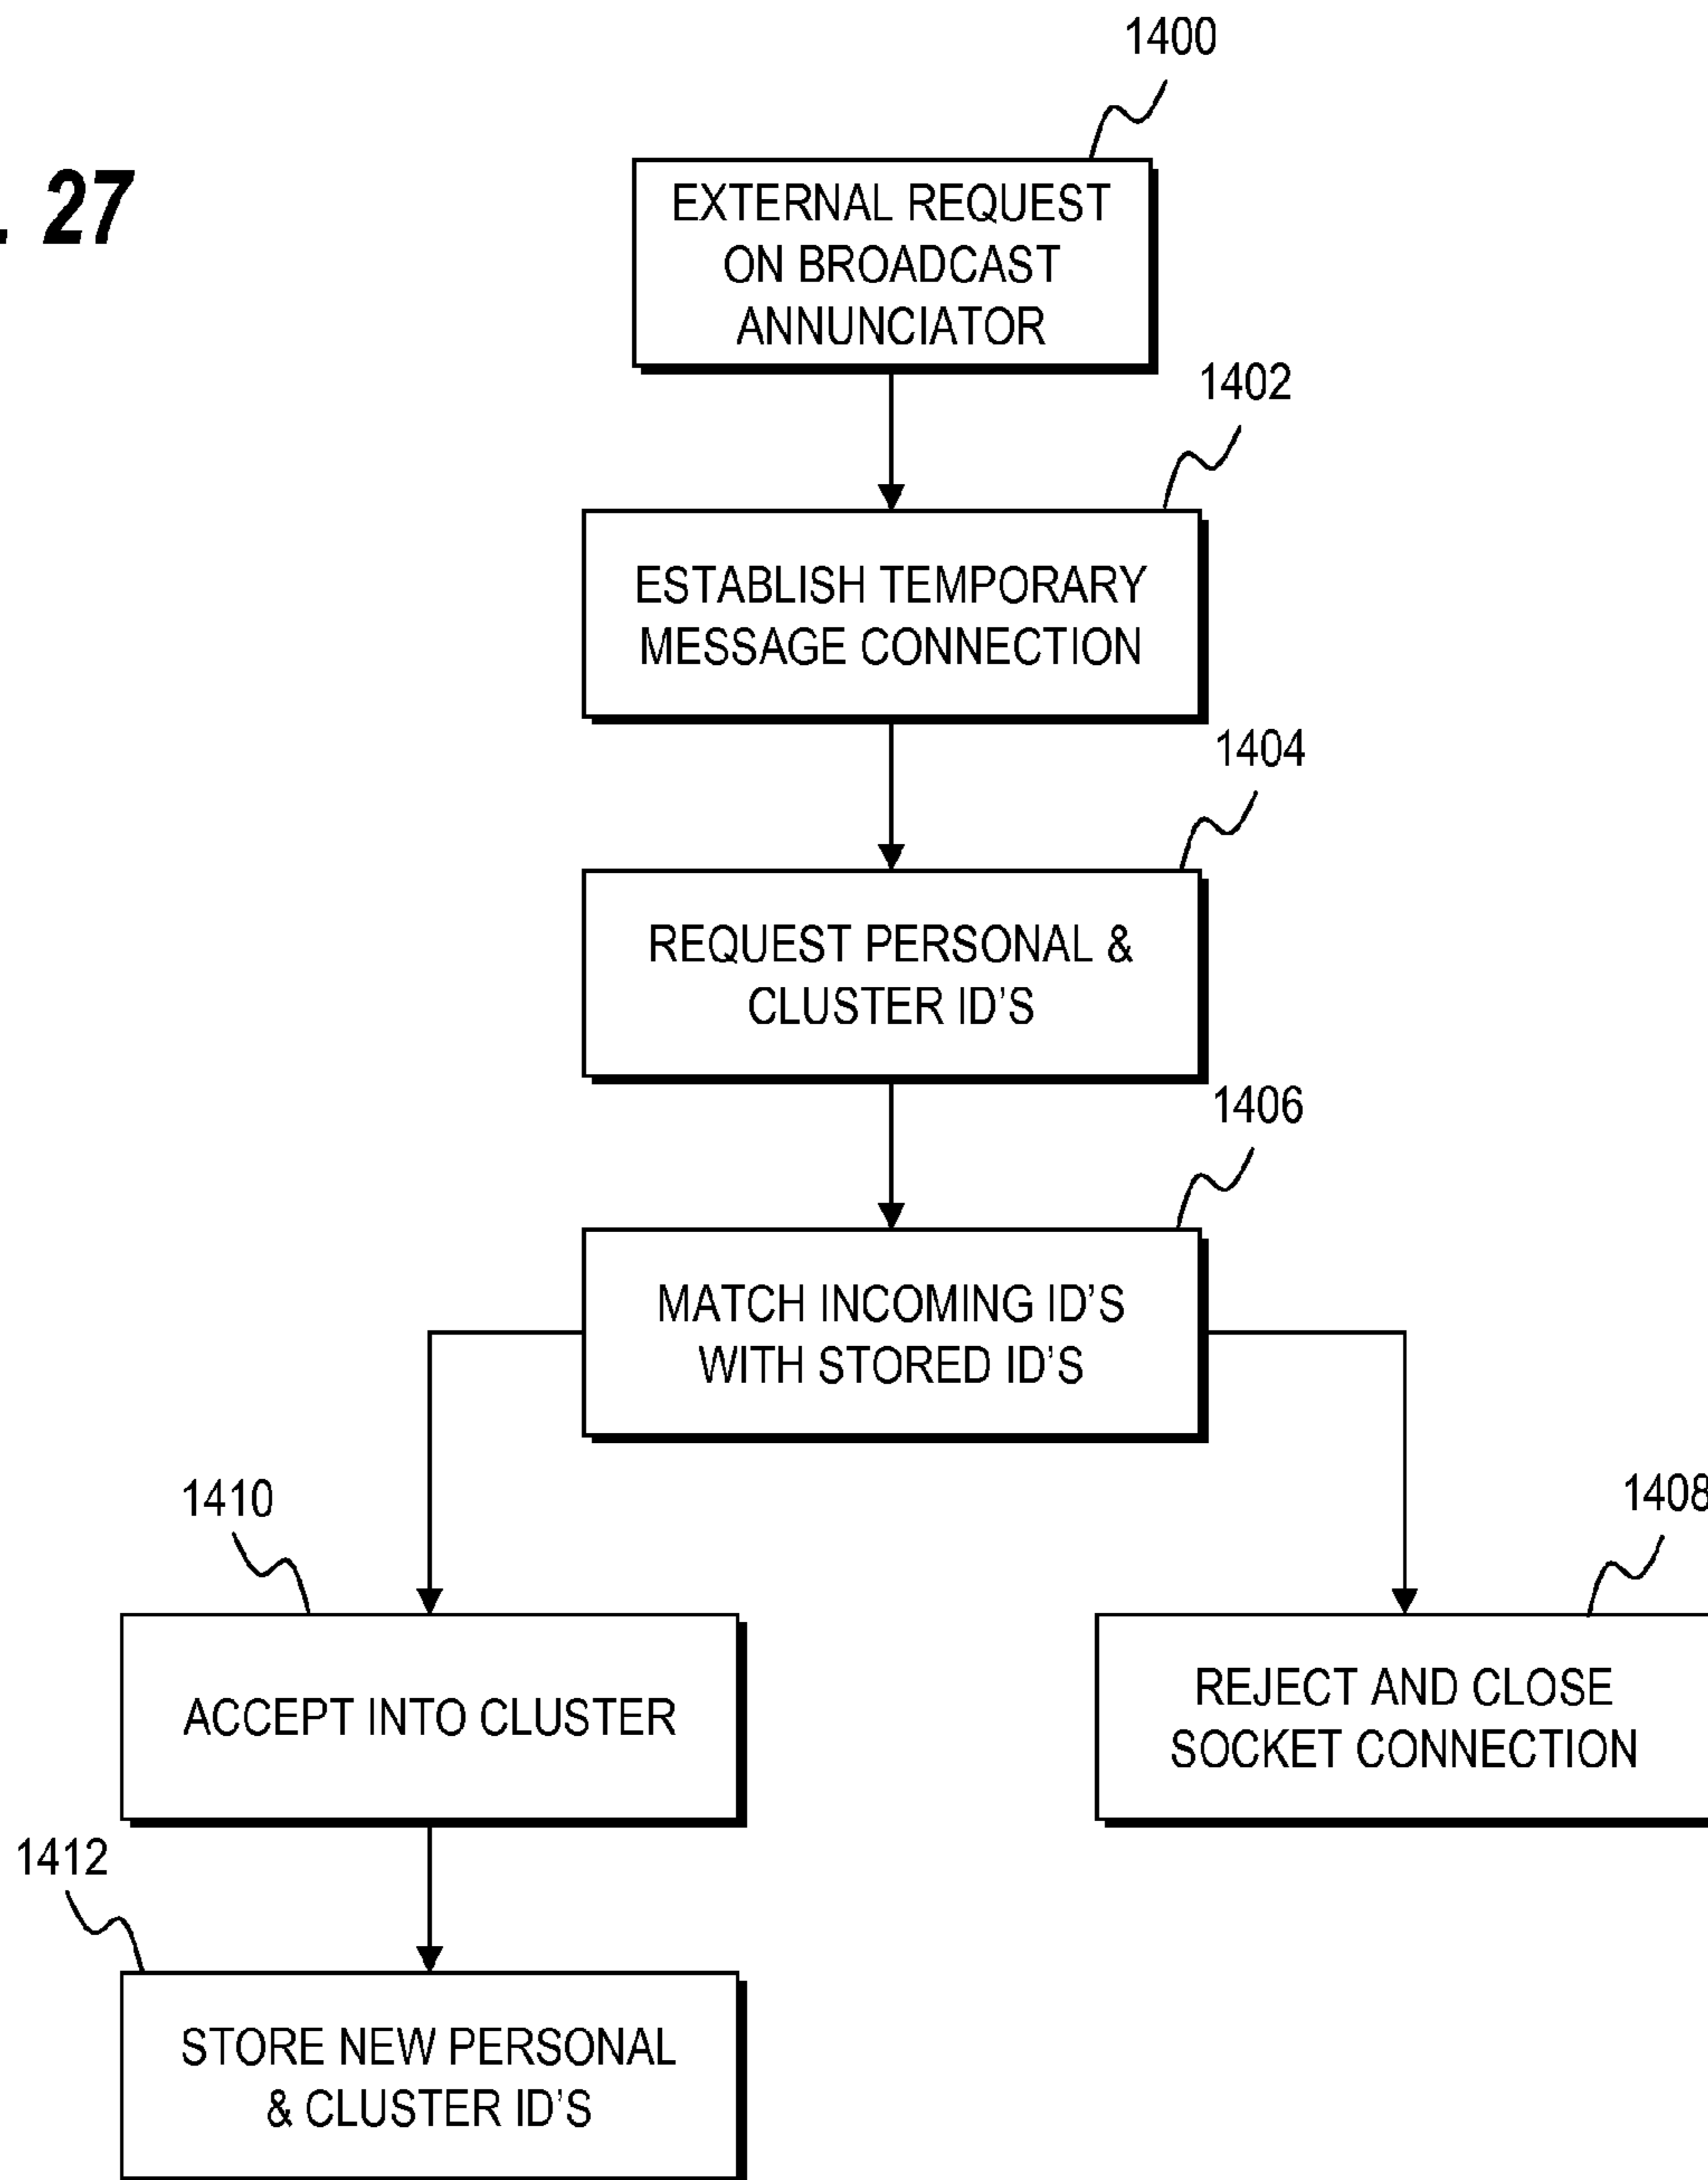 . 27
1400
EXTERNAL REQUEST
ON BROADCAST
ANNUNCIATOR
1402
ESTABLISH TEMPORARY
MESSAGE CONNECTION
1404
REQUEST PERSONAL &
CLUSTER ID'S
1406
MATCH INCOMING ID'S
WITH STORED ID'S
1410
1408
ACCEPT INTO CLUSTER
REJECT AND CLOSE
SOCKET CONNECTION
1412
STORE NEW PERSONAL
& CLUSTER ID'S